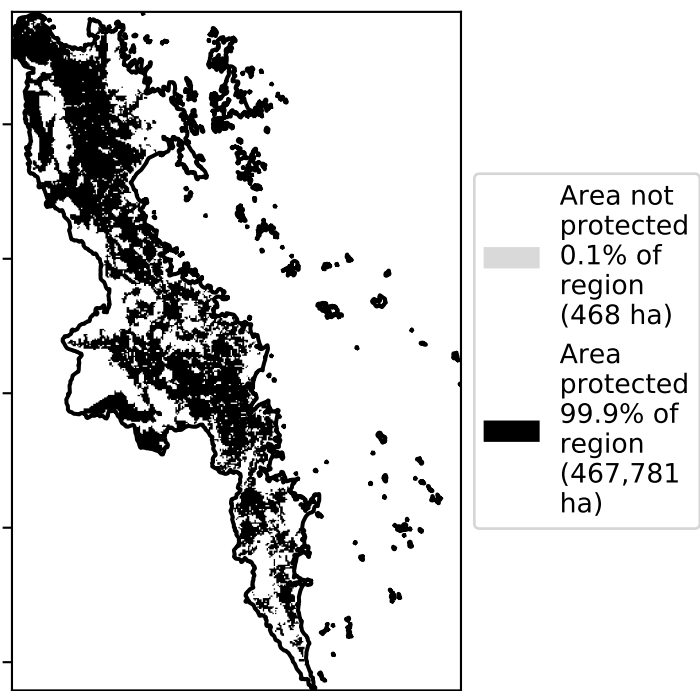 Area not
protected
0.1% of
region
(468 ha)
Area
protected
99.9% of
region
(467,781
ha)